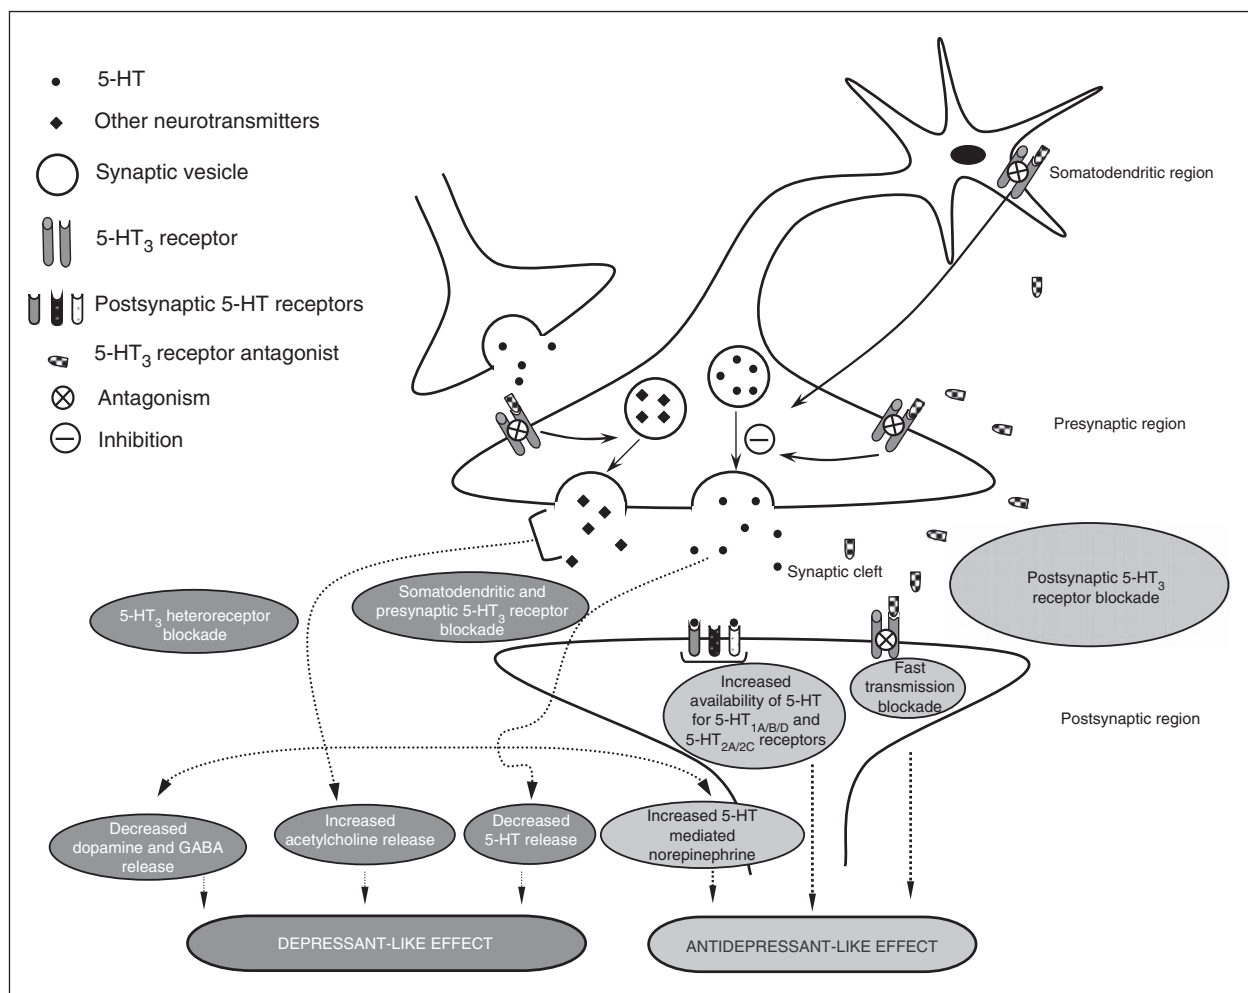 5-HT
Other neurotransmitters
Synaptic vesicle
5-HT3 receptor
Postsynaptic 5-HT receptors
5-HT3 receptor antagonist
Antagonism
Inhibition
Somatodendritic region
Presynaptic region
Synaptic cleft
Postsynaptic 5-HT3
receptor blockade
5-HT3 heteroreceptor
blockade
Somatodendritic and
presynaptic 5-HT3 receptor
blockade
Increased
availability of 5-HT
for 5-HT1A/B/D and
5-HT2A/2C receptors
Fast
transmission
blockade
Postsynaptic region
Decreased
dopamine and GABA
release
Increased
acetylcholine release
Decreased
5-HT release
Increased 5-HT
mediated
norepinephrine
DEPRESSANT-LIKE EFFECT
ANTIDEPRESSANT-LIKE EFFECT